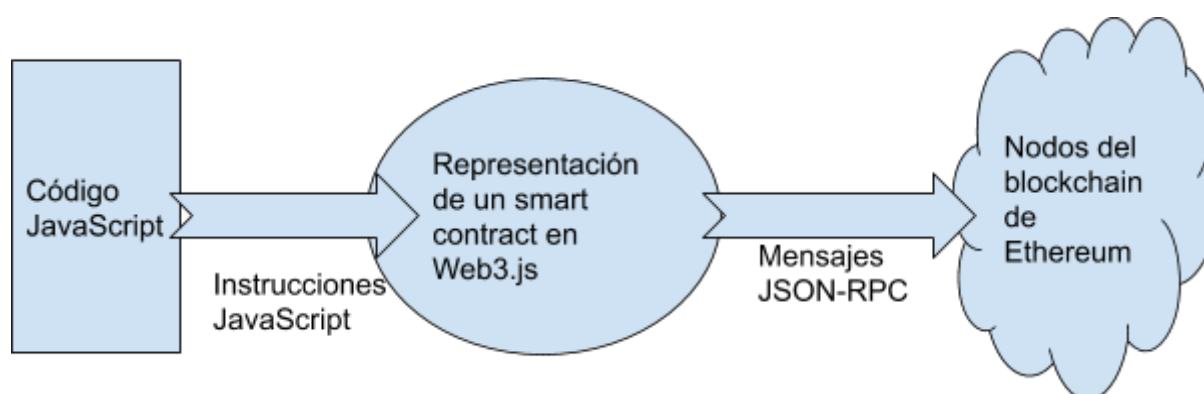 Código
JavaScript
Instrucciones
JavaScript
Representación
de un smart
contract en
Web3.js
Mensajes
JSON-RPC
Nodos del
blockchain
de
Ethereum